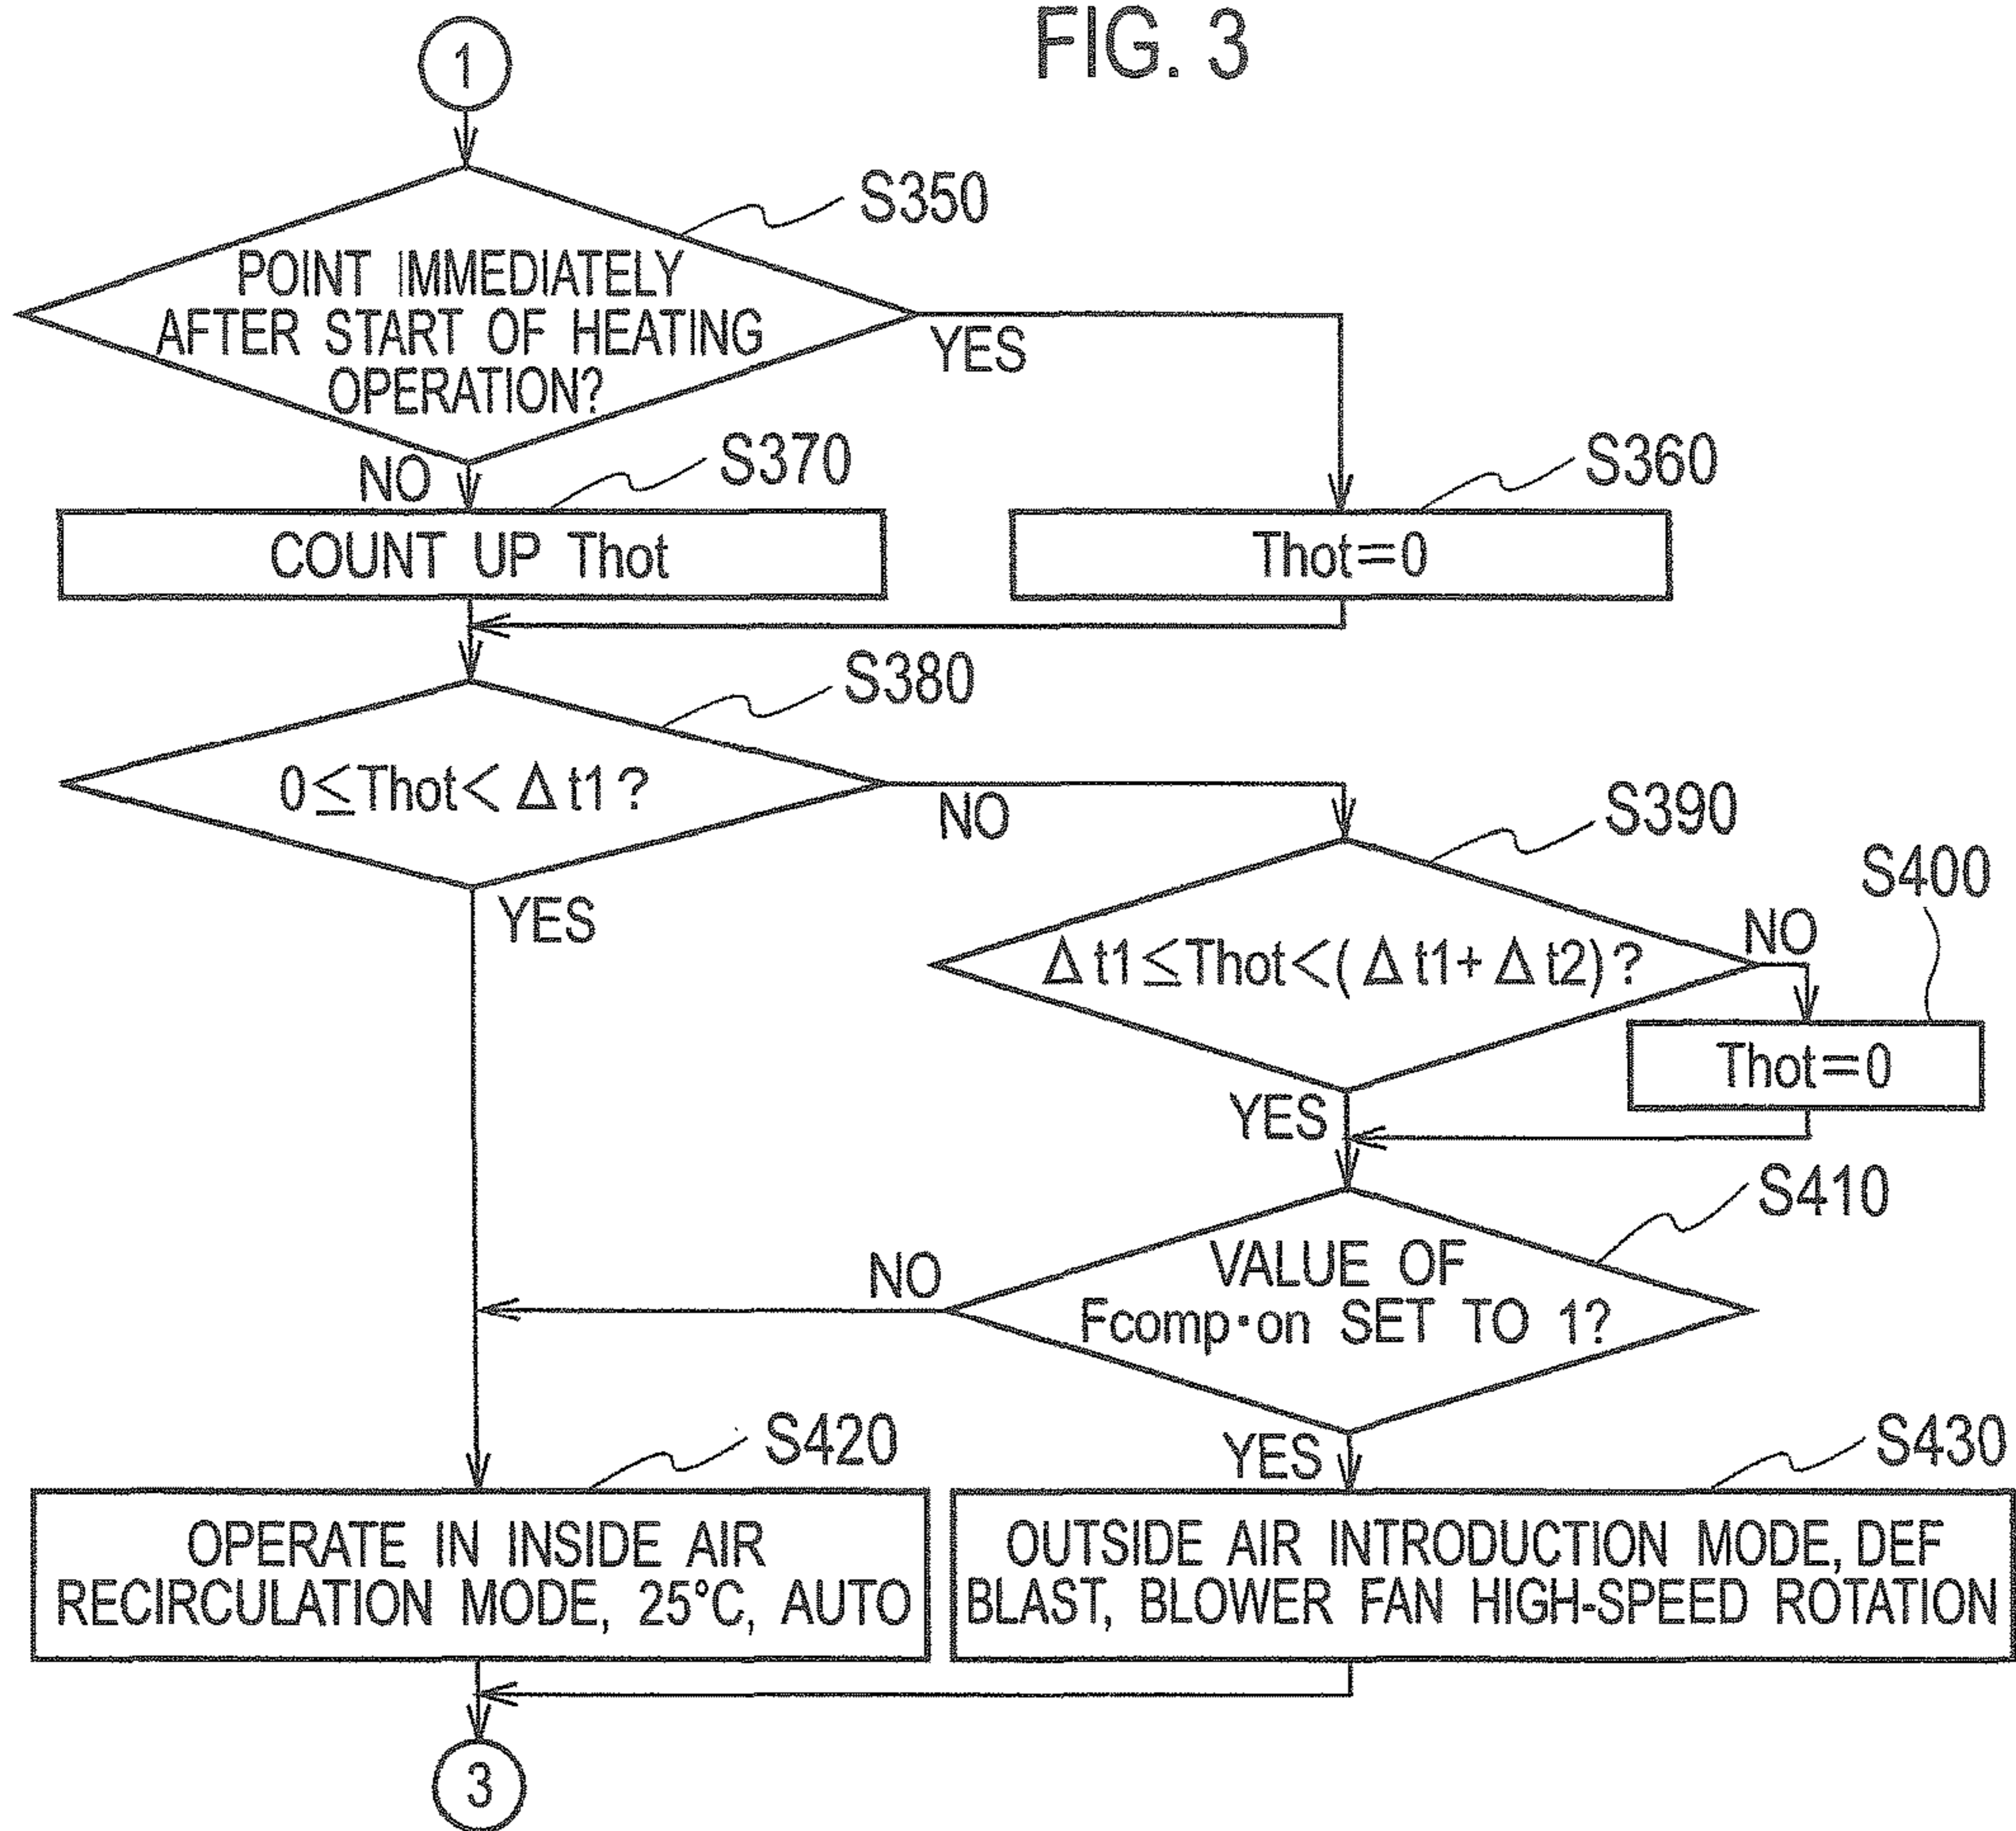 FIG. 3
1
S350
POINT IMMEDIATELY
AFTER START OF HEATING
OPERATION?
YES
NO
S370
S360
COUNT UP Thot
Thot=0
S380
0≦Thot<Δt1?
NO
YES
S390
Δt1≦Thot<(Δt1+Δt2)?
NO
S400
Thot=0
YES
S410
VALUE OF
Fcomp·on SET TO 1?
NO
YES
S420
S430
OPERATE IN INSIDE AIR
RECIRCULATION MODE, 25°C, AUTO
OUTSIDE AIR INTRODUCTION MODE, DEF
BLAST, BLOWER FAN HIGH-SPEED ROTATION
3